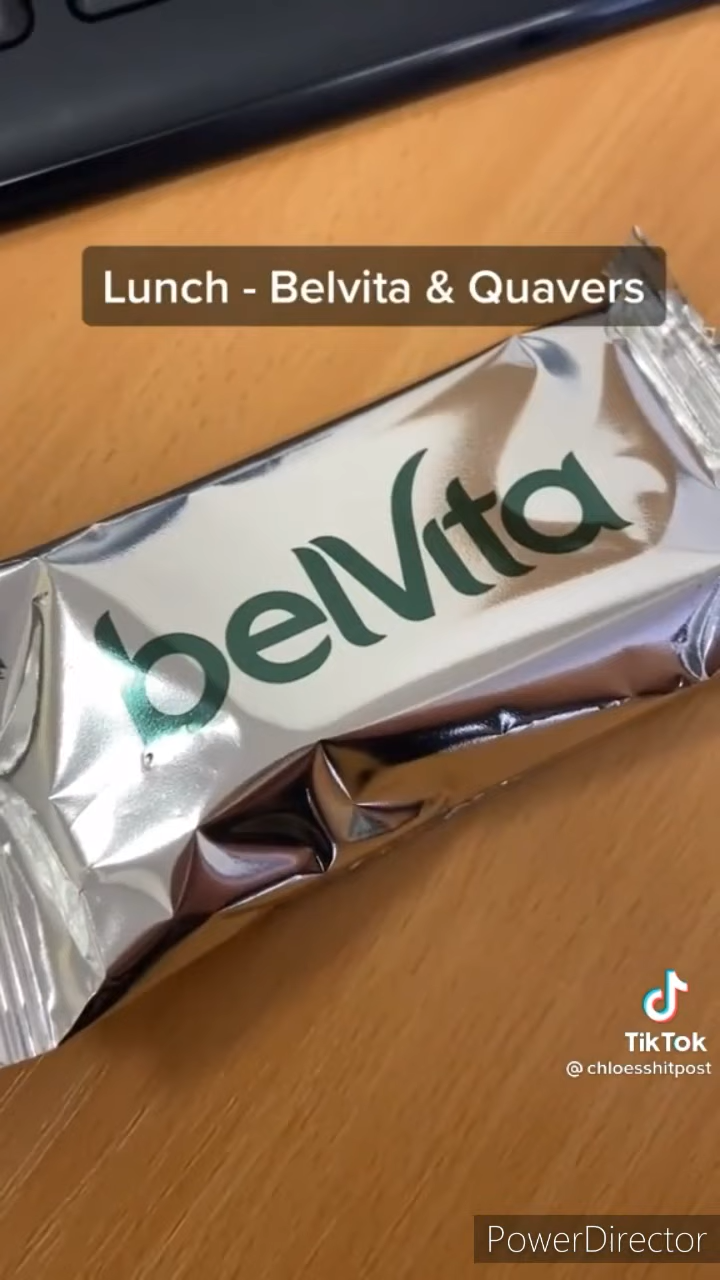 Lunch - Belvita & Quavers
belVita
TikTok
@ chloesshitpost
PowerDirector